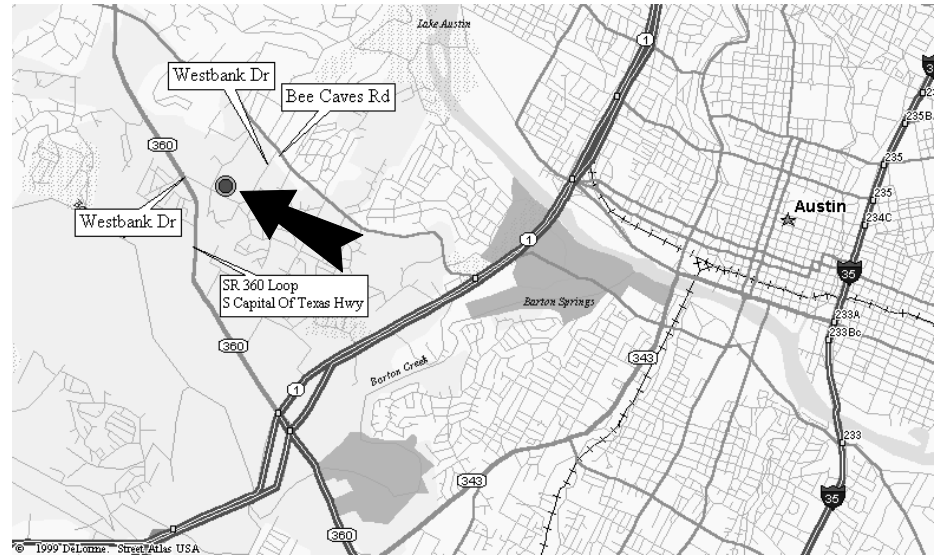 Lake Austin
1
Westbank Dr
Bee Caves Rd
235B
360
235
235
Austin
234C
Westbank Dr
1
35
SR 360 Loop
S Capital Of Texas Hwy
Barton Springs
233A
233Bc
360
343
Barton Creek
1
233
343
35
360
© 1999 DeLorme. Street Atlas USA